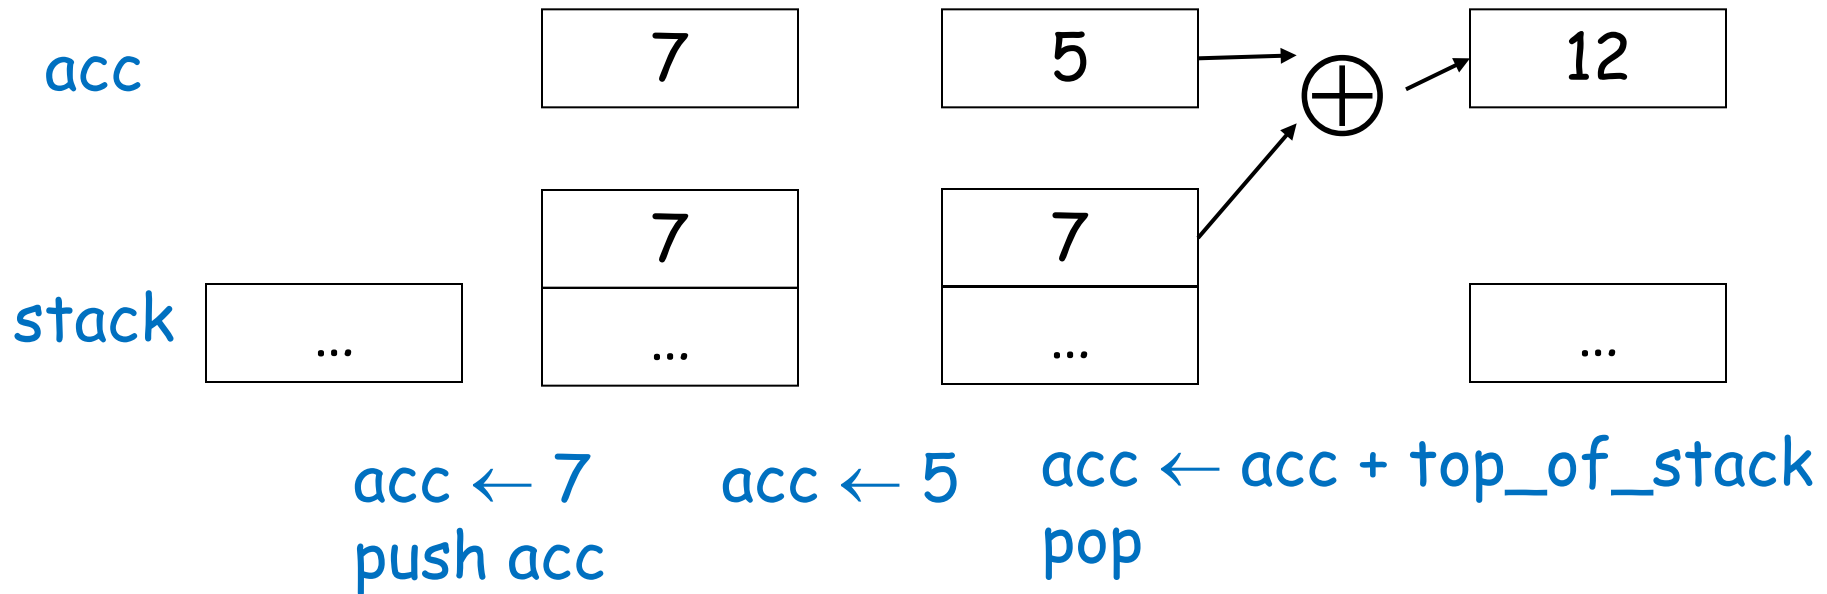 acc 7 5 12
7 7
stack ... ... ... ...
acc ← 7 acc ← 5 acc ← acc + top_of_stack
push acc pop